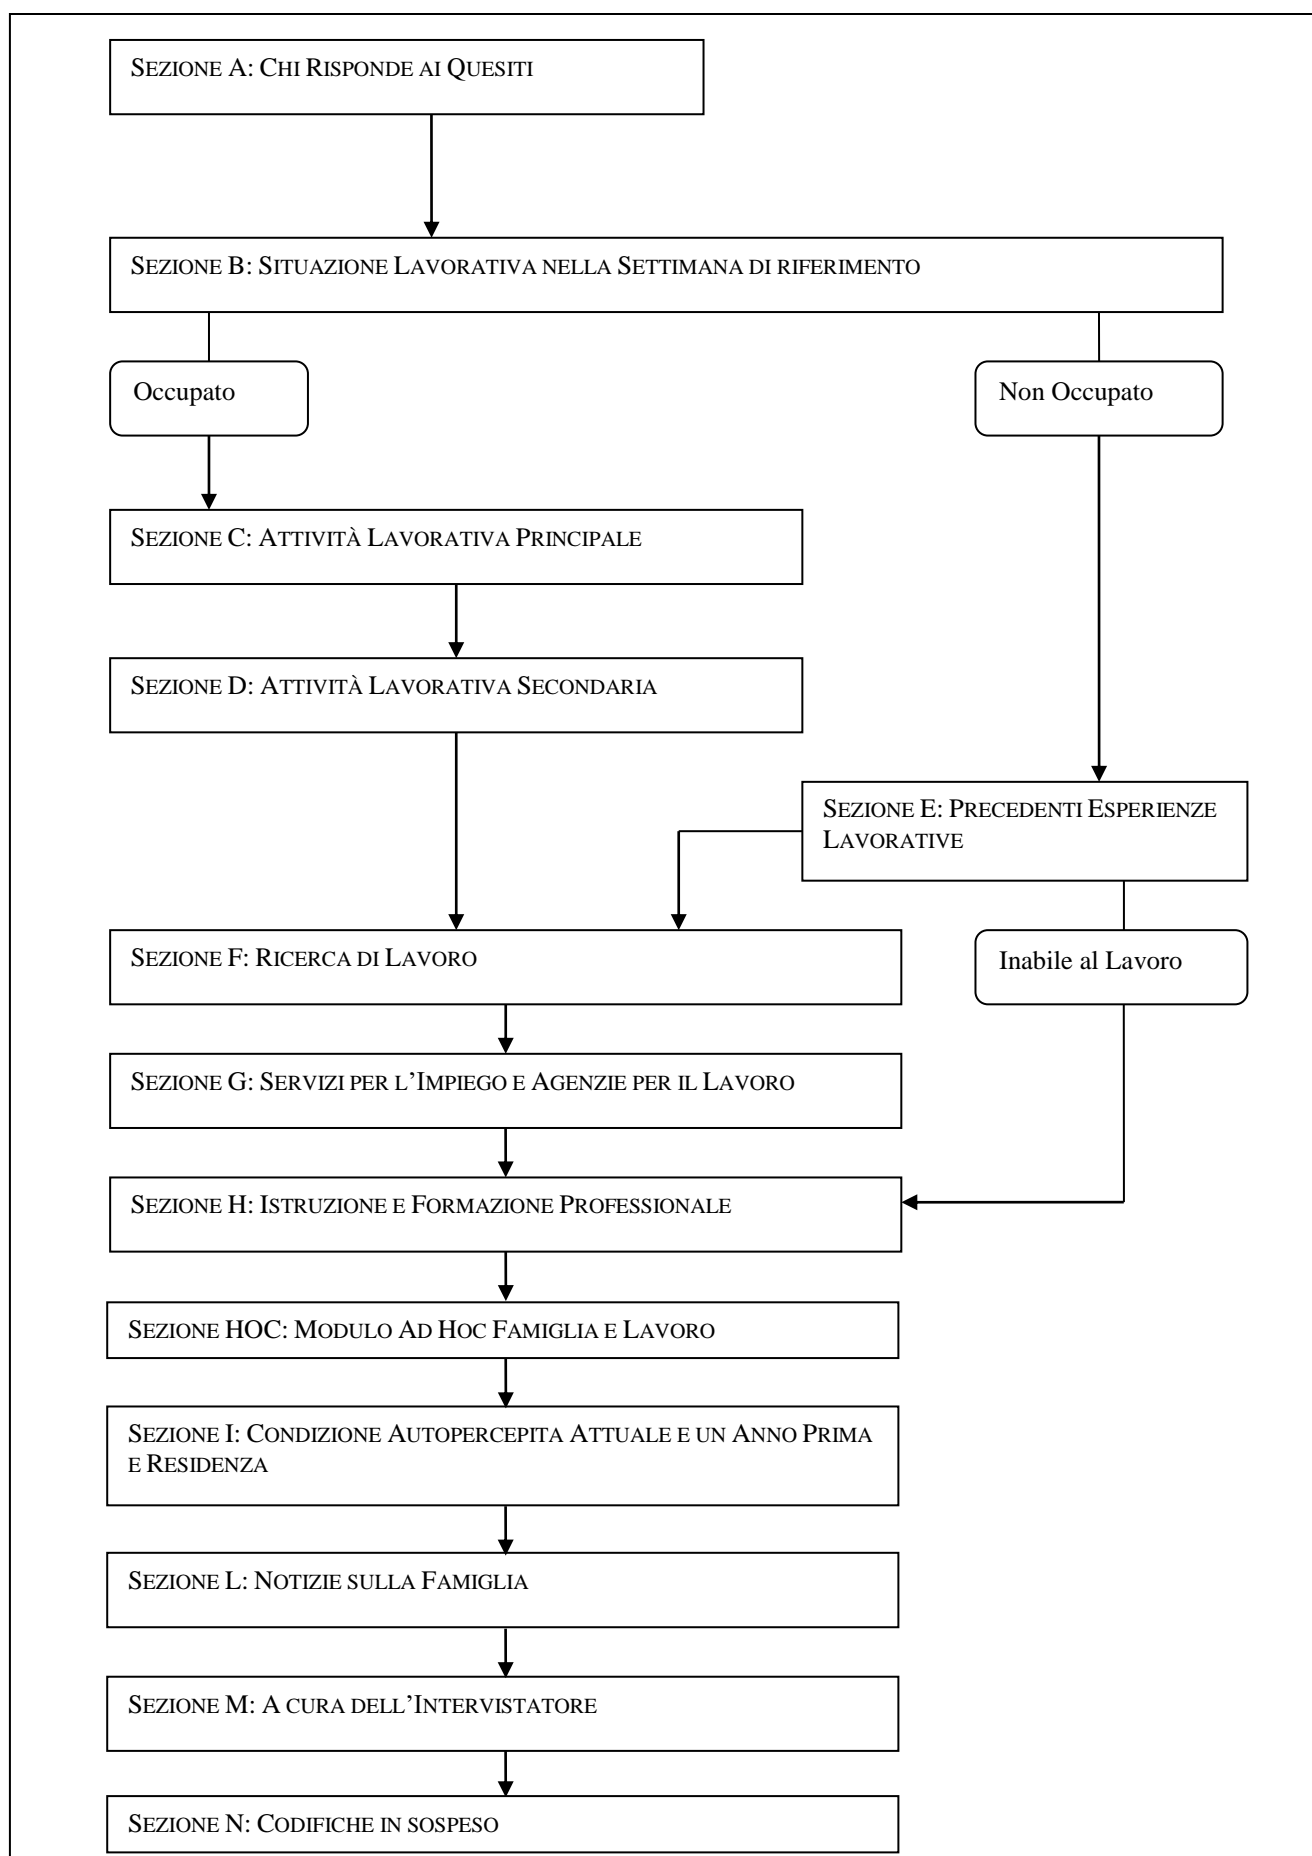 SEZIONE A: CHI RISPONDE AI QUESITI
SEZIONE B: SITUAZIONE LAVORATIVA NELLA SETTIMANA DI RIFERIMENTO
Occupato
Non Occupato
SEZIONE C: ATTIVITÀ LAVORATIVA PRINCIPALE
SEZIONE D: ATTIVITÀ LAVORATIVA SECONDARIA
SEZIONE E: PRECEDENTI ESPERIENZE
LAVORATIVE
SEZIONE F: RICERCA DI LAVORO
Inabile al Lavoro
SEZIONE G: SERVIZI PER L'IMPIEGO E AGENZIE PER IL LAVORO
SEZIONE H: ISTRUZIONE E FORMAZIONE PROFESSIONALE
SEZIONE HOC: MODULO AD HOC FAMIGLIA E LAVORO
SEZIONE I: CONDIZIONE AUTOPERCEPITA ATTUALE E UN ANNO PRIMA
E RESIDENZA
SEZIONE L: NOTIZIE SULLA FAMIGLIA
SEZIONE M: A CURA DELL'INTERVISTATORE
SEZIONE N: CODIFICHE IN SOSPESO